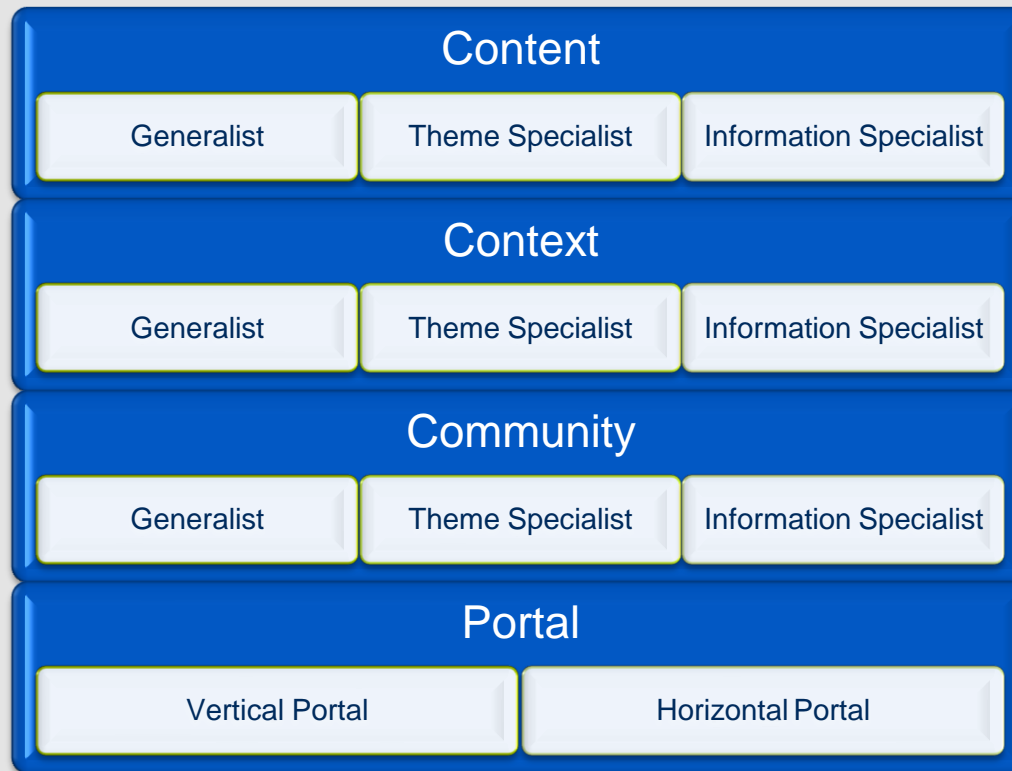 Content
Generalist
Theme Specialist
Information Specialist
Context
Generalist
Theme Specialist
Information Specialist
Community
Generalist
Theme Specialist
Information Specialist
Portal
Vertical Portal
Horizontal Portal